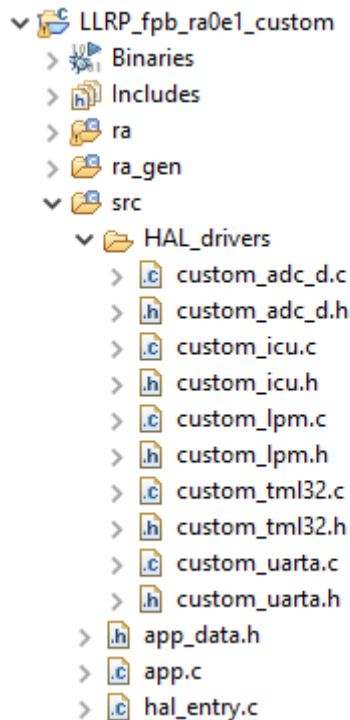 LLRP_fpb_ra0e1_custom
Binaries
Includes
ra
ra_gen
src
HAL_drivers
custom_adc_d.c
custom_adc_d.h
custom_icu.c
custom_icu.h
custom_lpm.c
custom_lpm.h
custom_tml32.c
custom_tml32.h
custom_uarta.c
custom_uarta.h
app_data.h
app.c
hal_entry.c